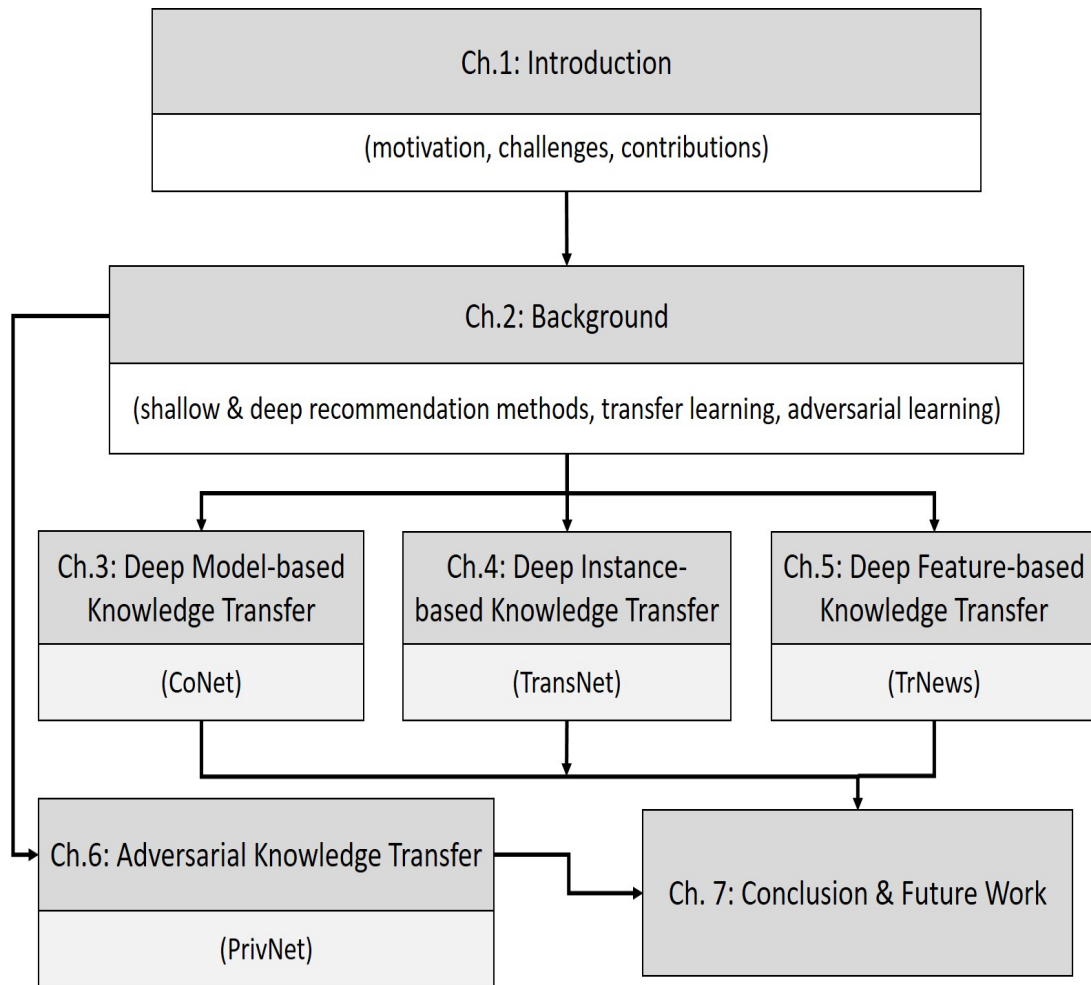 Ch.1: Introduction
(motivation, challenges, contributions)
Ch.2: Background
(shallow & deep recommendation methods, transfer learning, adversarial learning)
Ch.3: Deep Model-based
Knowledge Transfer
(CoNet)
Ch.4: Deep Instance-
based Knowledge Transfer
(TransNet)
Ch.5: Deep Feature-based
Knowledge Transfer
(TrNews)
Ch.6: Adversarial Knowledge Transfer
(PrivNet)
Ch. 7: Conclusion & Future Work